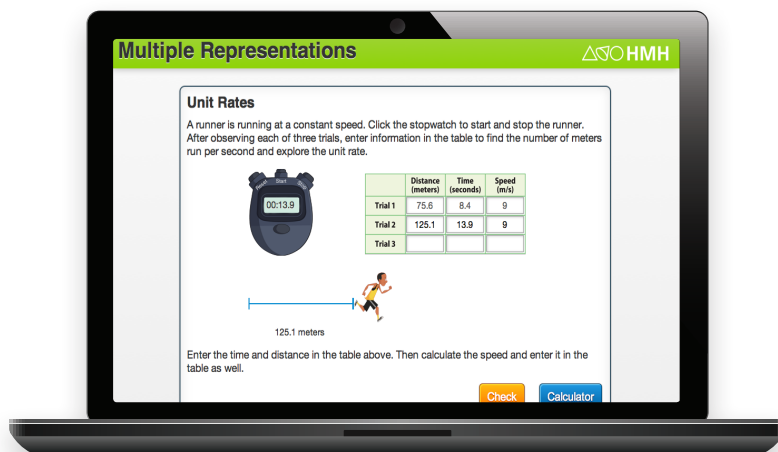 Multiple Representations
HMH
Unit Rates
A runner is running at a constant speed. Click the stopwatch to start and stop the runner.
After observing each of three trials, enter information in the table to find the number of meters
run per second and explore the unit rate.
Reset Start Stop
00:13.9
Distance (meters) Time (seconds) Speed (m/s)
Trial 1 75.6 8.4 9
Trial 2 125.1 13.9 9
Trial 3
125.1 meters
Enter the time and distance in the table above. Then calculate the speed and enter it in the
table as well.
Check Calculator